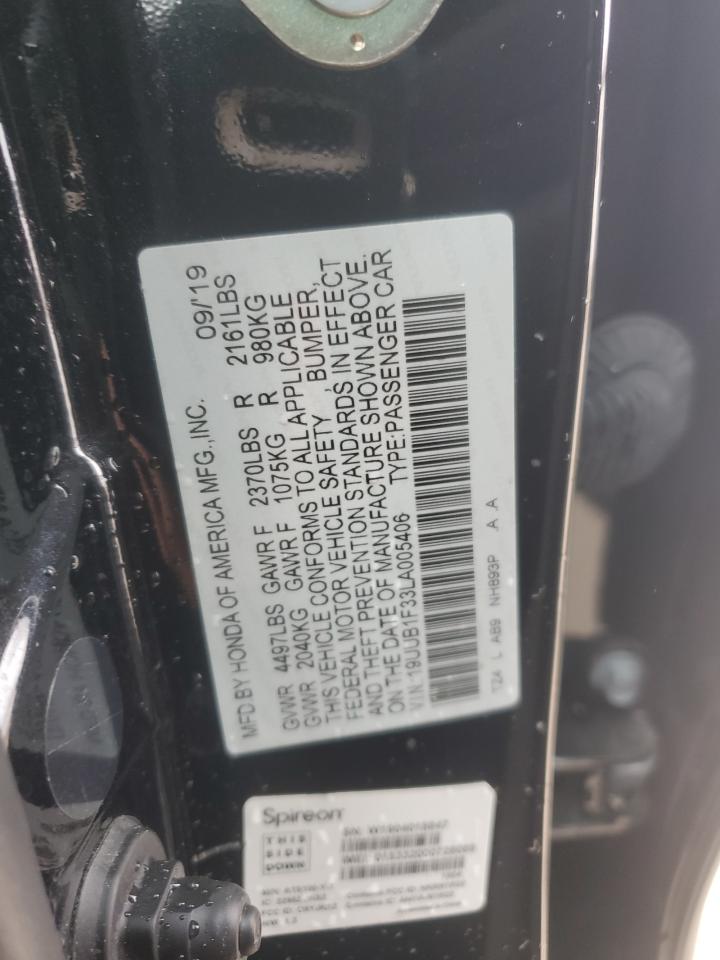 MFD BY HONDA OF AMERICA MFG.,INC. 09/'19
GVWR 4497LBS GAWR F 2370LBS R 2161LBS
GVWR 2040KG GAWR F 1075KG R 980KG
THIS VEHICLE CONFORMS TO ALL APPLICABLE
FEDERAL MOTOR VEHICLE SAFETY, BUMPER,
AND THEFT PREVENTION STANDARDS IN EFFECT
ON THE DATE OF MANUFACTURE SHOWN ABOVE.
V.I.N:19UUB1F33LA005406 TYPE:PASSENGER CAR
TZ4 L AB9 NH893P A A
Spireon
THIS
SIDE
DOWN